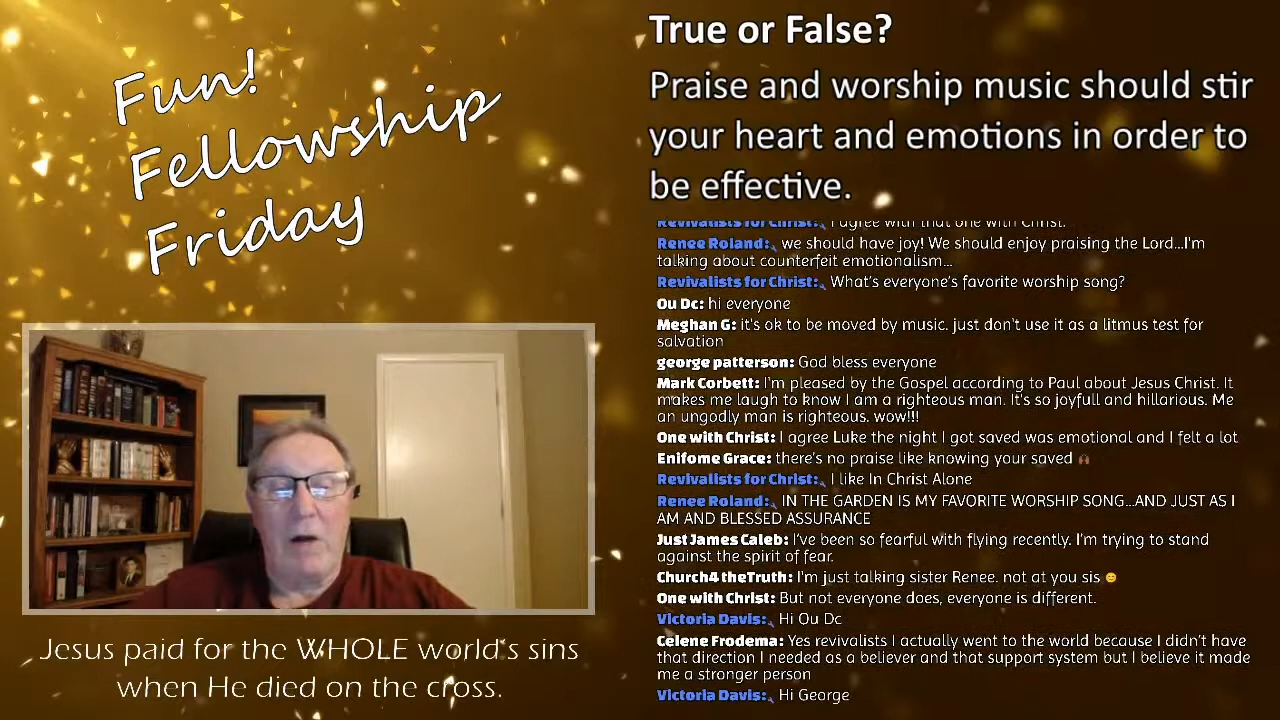 Fun!
Fellowship
Friday
True or False?
Praise and worship music should stir
your heart and emotions in order to
be effective.
Revivalists for Christ: I agree with that one with Christ.
Renee Roland: we should have joy! We should enjoy praising the Lord...I'm
talking about counterfeit emotionalism...
Revivalists for Christ: What's everyone's favorite worship song?
Ou Dc: hi everyone
Meghan G: it's ok to be moved by music. just don't use it as a litmus test for
salvation
george patterson: God bless everyone
Mark Corbett: I'm pleased by the Gospel according to Paul about Jesus Christ. It
makes me laugh to know I am a righteous man. It's so joyfull and hillarious. Me
an ungodly man is righteous. wow!!!
One with Christ: I agree Luke the night I got saved was emotional and I felt a lot
Enifome Grace: there's no praise like knowing your saved
Revivalists for Christ: I like In Christ Alone
Renee Roland: IN THE GARDEN IS MY FAVORITE WORSHIP SONG...AND JUST AS I
AM AND BLESSED ASSURANCE
Just James Caleb: I've been so fearful with flying recently. I'm trying to stand
against the spirit of fear.
Church4theTruth: I'm just talking sister Renee. not at you sis
One with Christ: But not everyone does, everyone is different.
Victoria Davis: Hi Ou Dc
Celene Frodema: Yes revivalists I actually went to the world because I didn't have
that direction I needed as a believer and that support system but I believe it made
me a stronger person
Victoria Davis: Hi George
Jesus paid for the WHOLE world's sins
when He died on the cross.